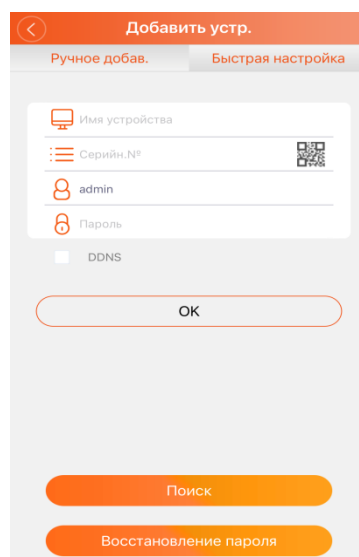 Добавить устр.
Ручное добав. Быстрая настройка
Имя устройства
Серийн.№
admin
Пароль
DDNS
OK
Поиск
Восстановление пароля